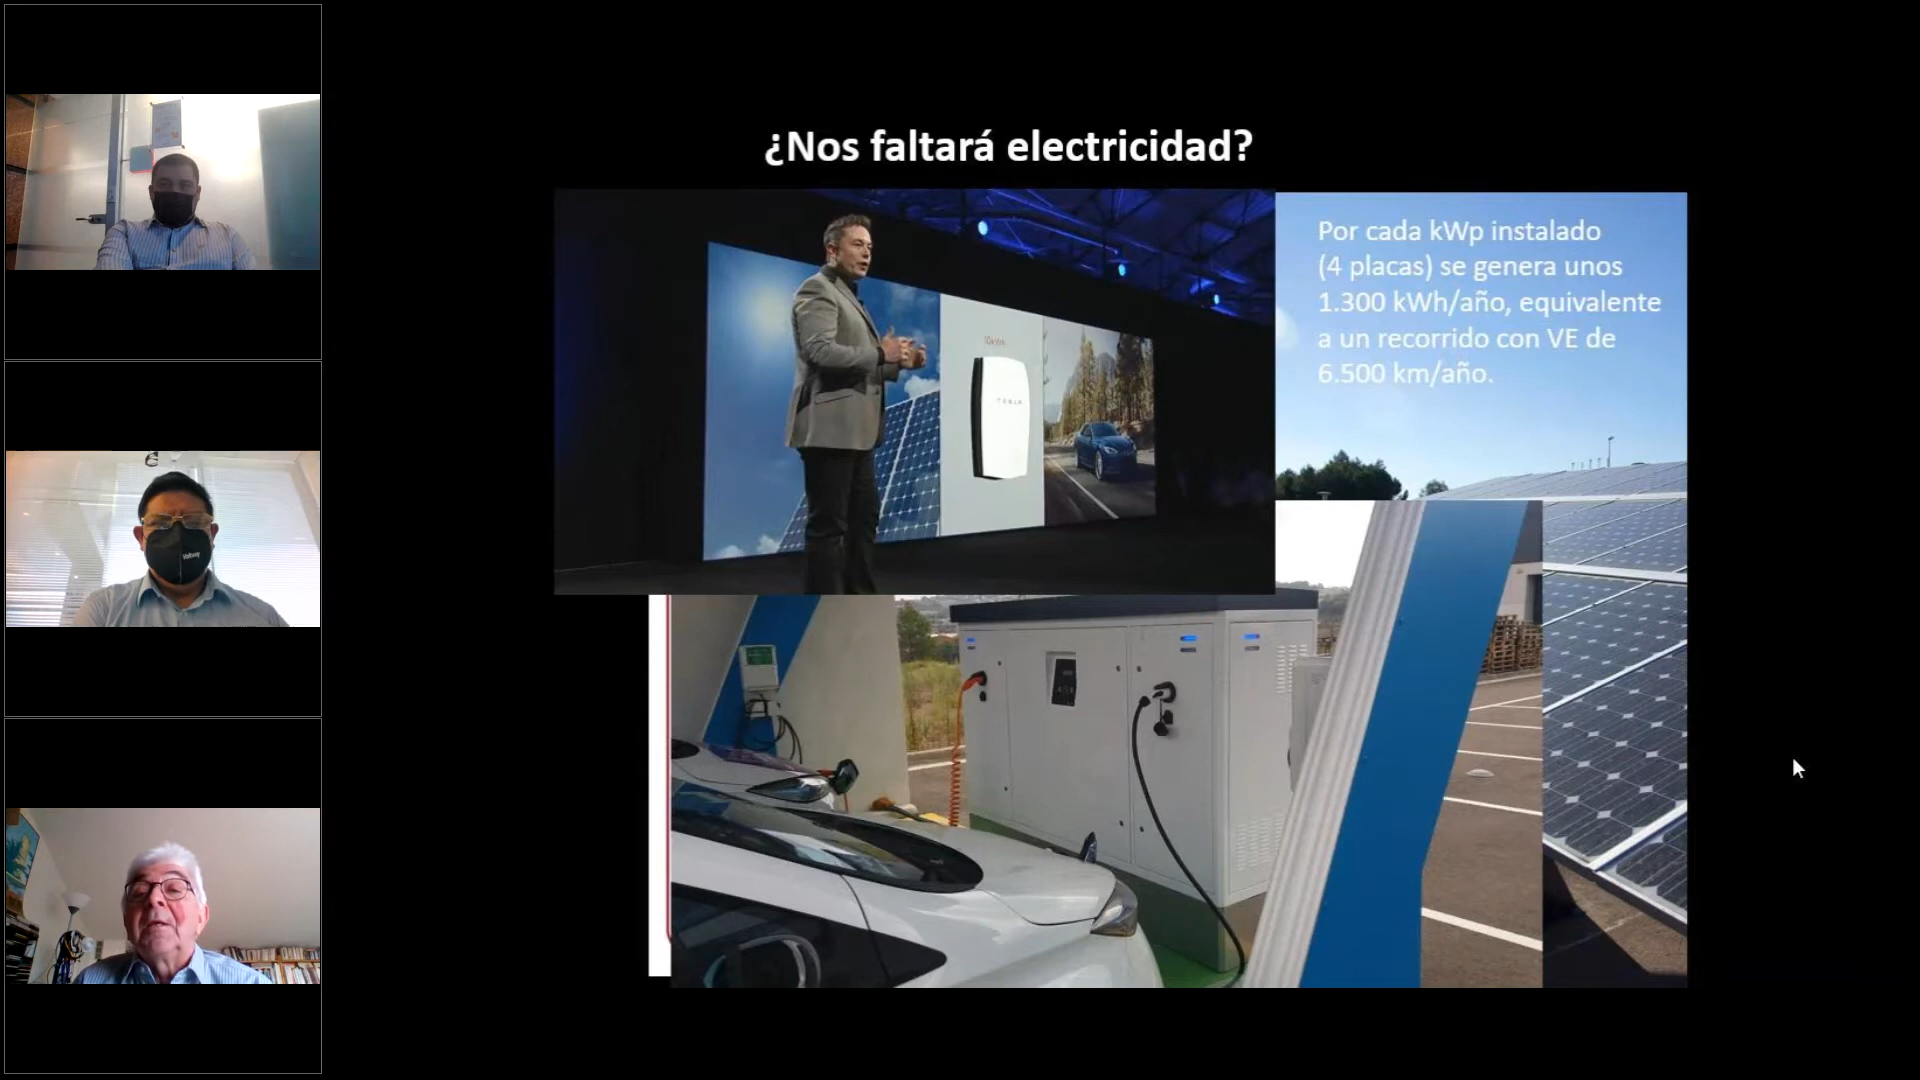 ¿Nos faltará electricidad?
Por cada kWp instalado
(4 placas) se genera unos
1.300 kWh/año, equivalente
a un recorrido con VE de
6.500 km/año.
TESLA